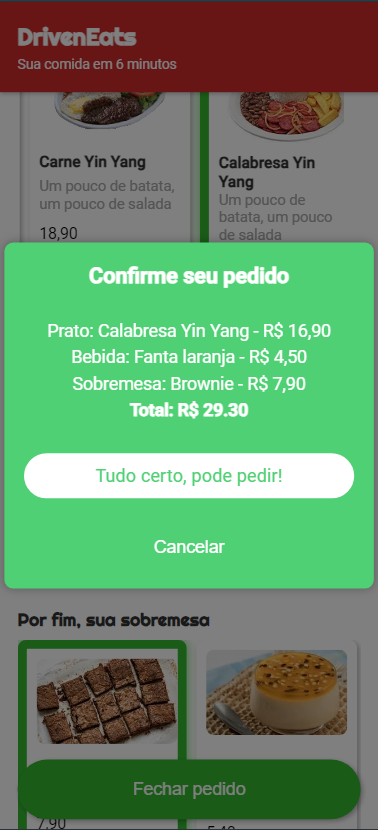 DrivenEats
Sua comida em 6 minutos
Carne Yin Yang
Um pouco de batata,
um pouco de salada
18,90
Calabresa Yin
Yang
Um pouco de
batata, um pouco
de salada
Confirme seu pedido
Prato: Calabresa Yin Yang - R$ 16,90
Bebida: Fanta laranja - R$ 4,50
Sobremesa: Brownie - R$ 7,90
Total: R$ 29.30
Tudo certo, pode pedir!
Cancelar
Por fim, sua sobremesa
Fechar pedido
7,90
5,40